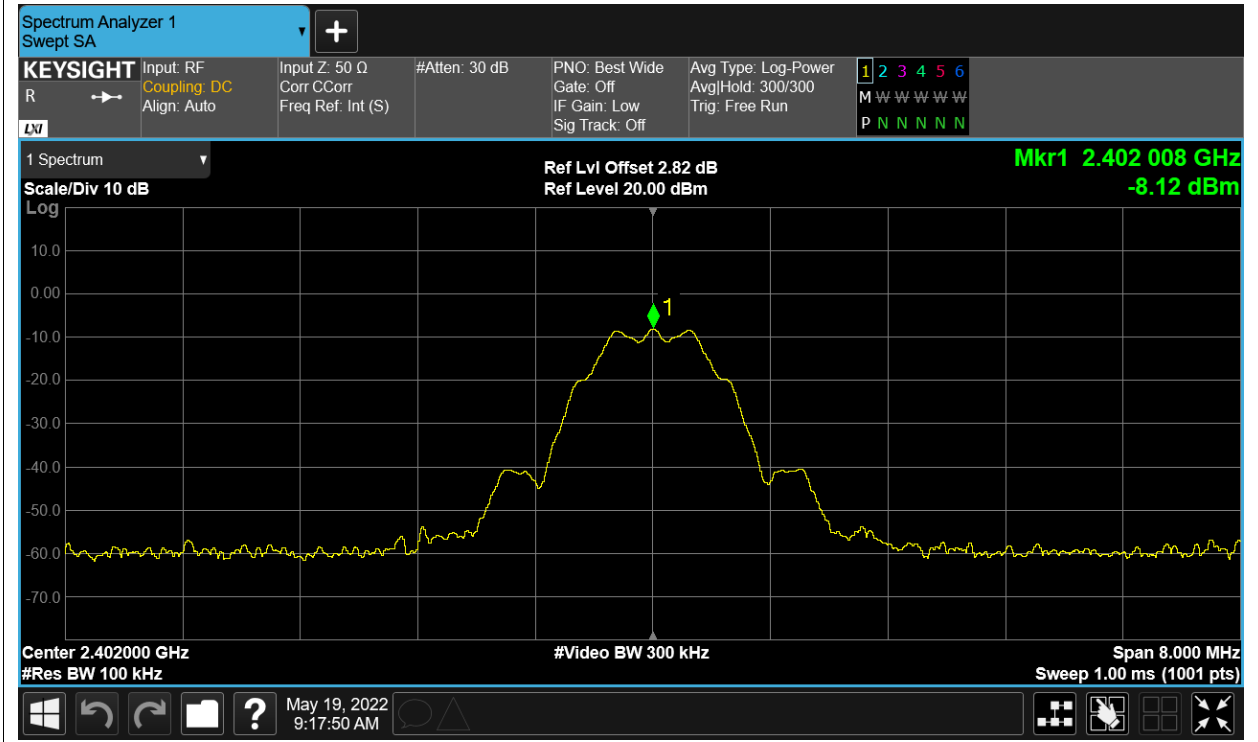 Spectrum Analyzer 1
Swept SA
+
KEYSIGHT
R
LXI
Input: RF
Coupling: DC
Align: Auto
Input Z: 50 Ω
Corr CCorr
Freq Ref: Int (S)
#Atten: 30 dB
PNO: Best Wide
Gate: Off
IF Gain: Low
Sig Track: Off
Avg Type: Log-Power
Avg|Hold: 300/300
Trig: Free Run
1 2 3 4 5 6
M W W W W W
P N N N N N
1 Spectrum
Scale/Div 10 dB
Log
Ref Lvl Offset 2.82 dB
Ref Level 20.00 dBm
Mkr1 2.402 008 GHz
-8.12 dBm
10.0
0.00
-10.0
-20.0
-30.0
-40.0
-50.0
-60.0
-70.0
1
Center 2.402000 GHz
#Res BW 100 kHz
#Video BW 300 kHz
Span 8.000 MHz
Sweep 1.00 ms (1001 pts)
?
May 19, 2022
9:17:50 AM